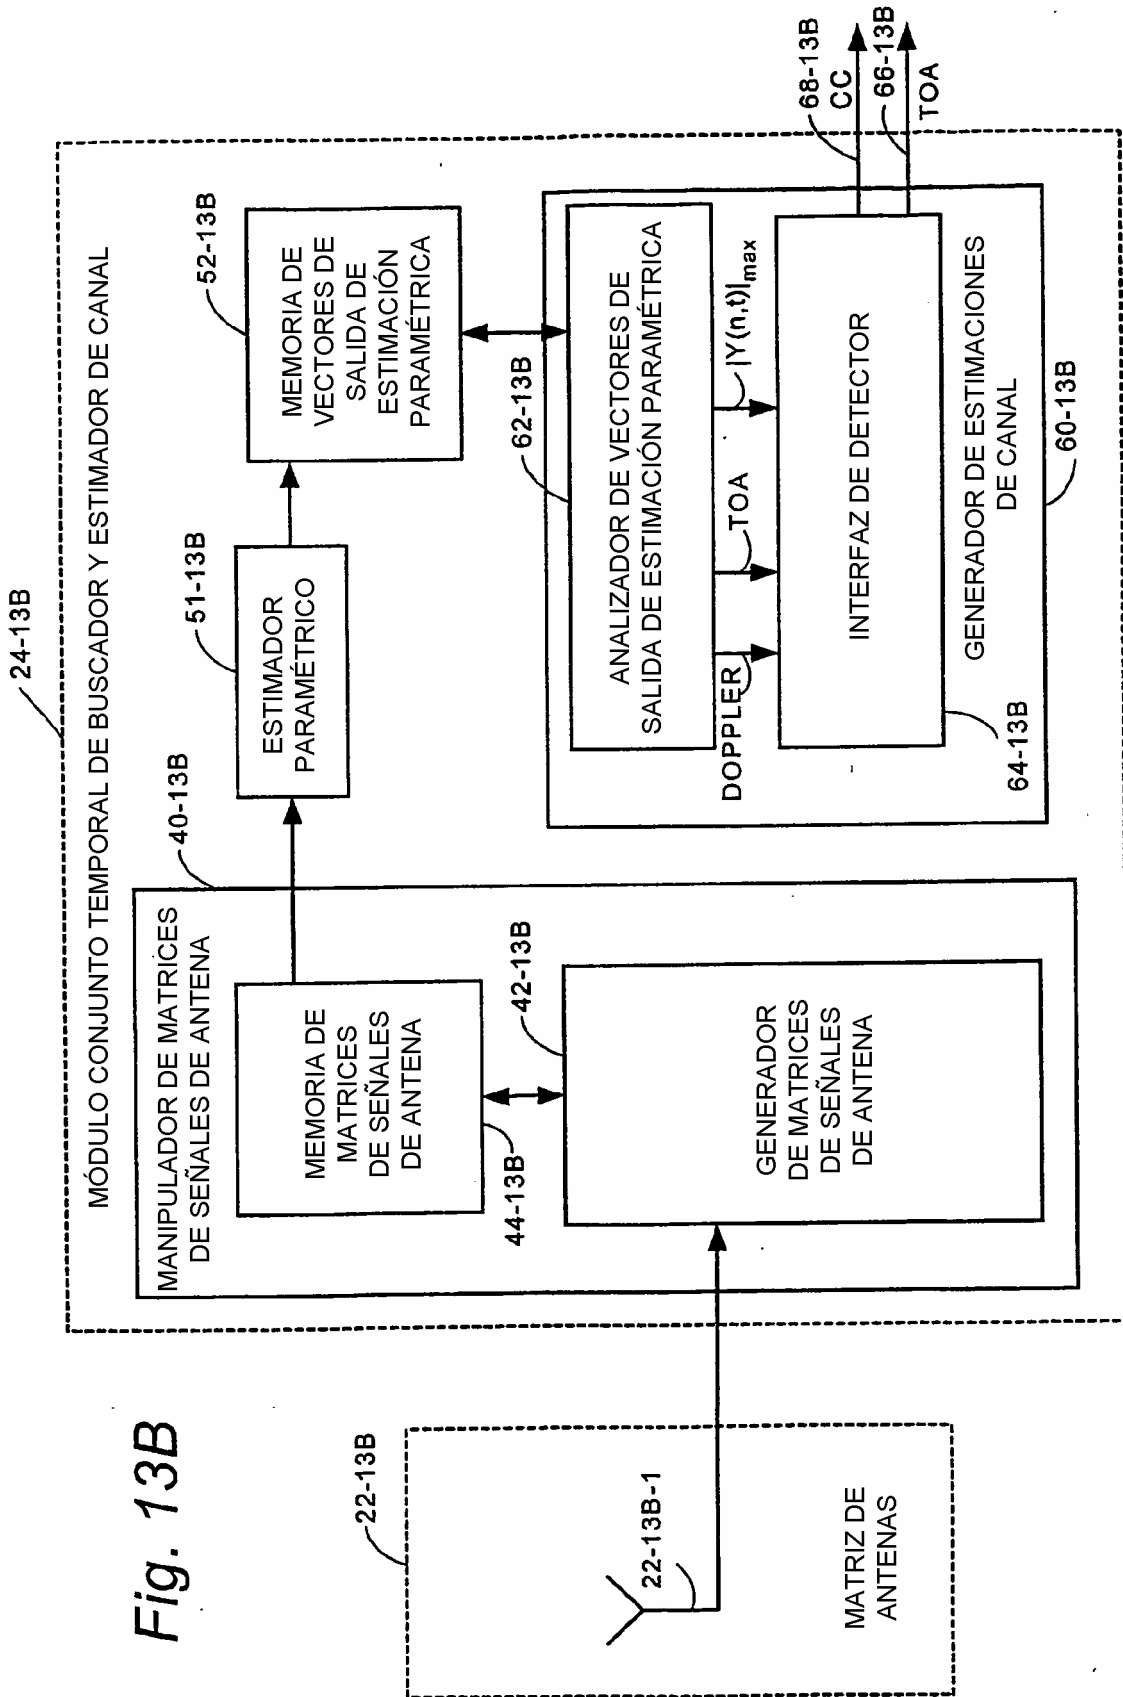 Fig. 13B
22-13B
22-13B-1
MATRIZ DE
ANTENAS
24-13B
MÓDULO CONJUNTO TEMPORAL DE BUSCADOR Y ESTIMADOR DE CANAL
40-13B
MANIPULADOR DE MATRICES
DE SEÑALES DE ANTENA
MEMORIA DE
MATRICES
DE SEÑALES
DE ANTENA
44-13B
42-13B
GENERADOR
DE MATRICES
DE SEÑALES
DE ANTENA
51-13B
ESTIMADOR
PARAMÉTRICO
52-13B
MEMORIA DE
VECTORES DE
SALIDA DE
ESTIMACIÓN
PARAMÉTRICA
62-13B
ANALIZADOR DE VECTORES DE
SALIDA DE ESTIMACIÓN PARAMÉTRICA
DOPPLER
TOA
|Y(n,t)|max
INTERFAZ DE DETECTOR
64-13B
GENERADOR DE ESTIMACIONES
DE CANAL
60-13B
68-13B
CC
66-13B
TOA